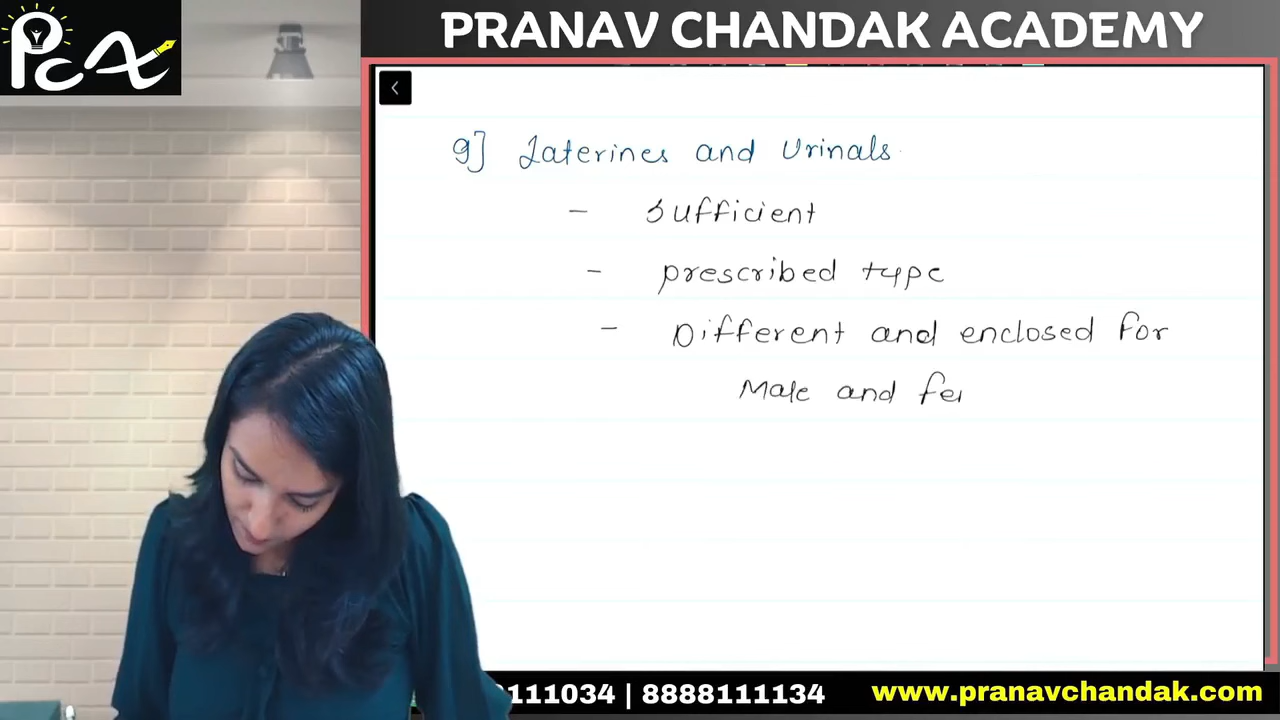 PCA
PRANAV CHANDAK ACADEMY
9] Laterines and Urinals
- Sufficient
- prescribed type
- Different and enclosed for
Male and fe
111034 | 8888111134
www.pranavchandak.com